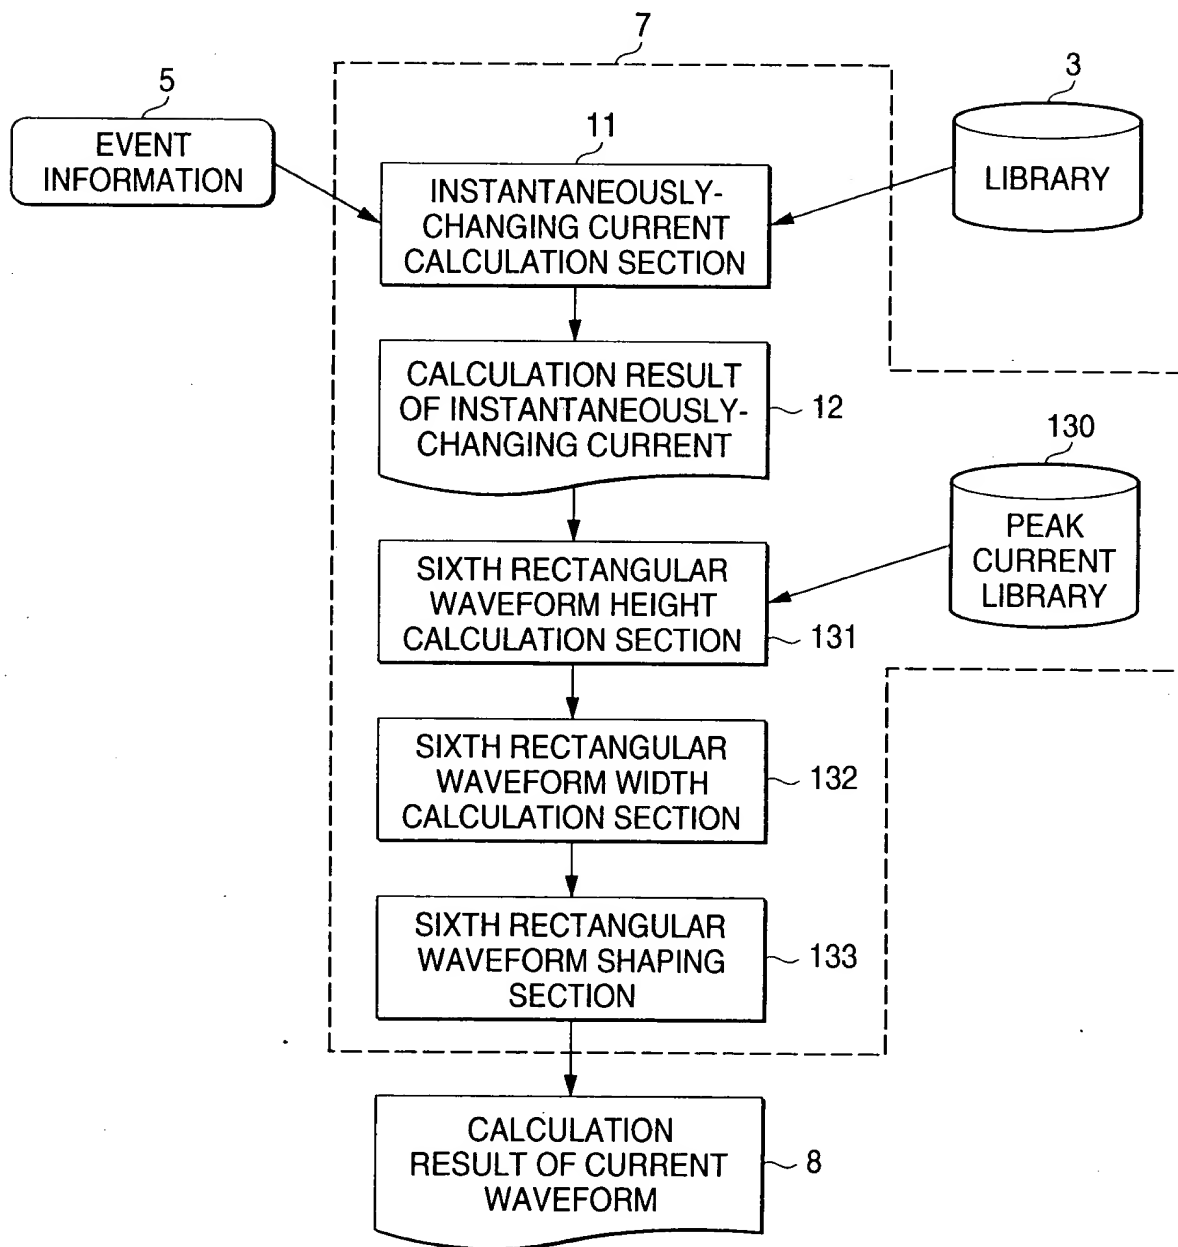 7
5
EVENT
INFORMATION
3
LIBRARY
11
INSTANTANEOUSLY-
CHANGING CURRENT
CALCULATION SECTION
CALCULATION RESULT
OF INSTANTANEOUSLY-
CHANGING CURRENT
12
130
PEAK
CURRENT
LIBRARY
SIXTH RECTANGULAR
WAVEFORM HEIGHT
CALCULATION SECTION
131
SIXTH RECTANGULAR
WAVEFORM WIDTH
CALCULATION SECTION
132
SIXTH RECTANGULAR
WAVEFORM SHAPING
SECTION
133
CALCULATION
RESULT OF CURRENT
WAVEFORM
8